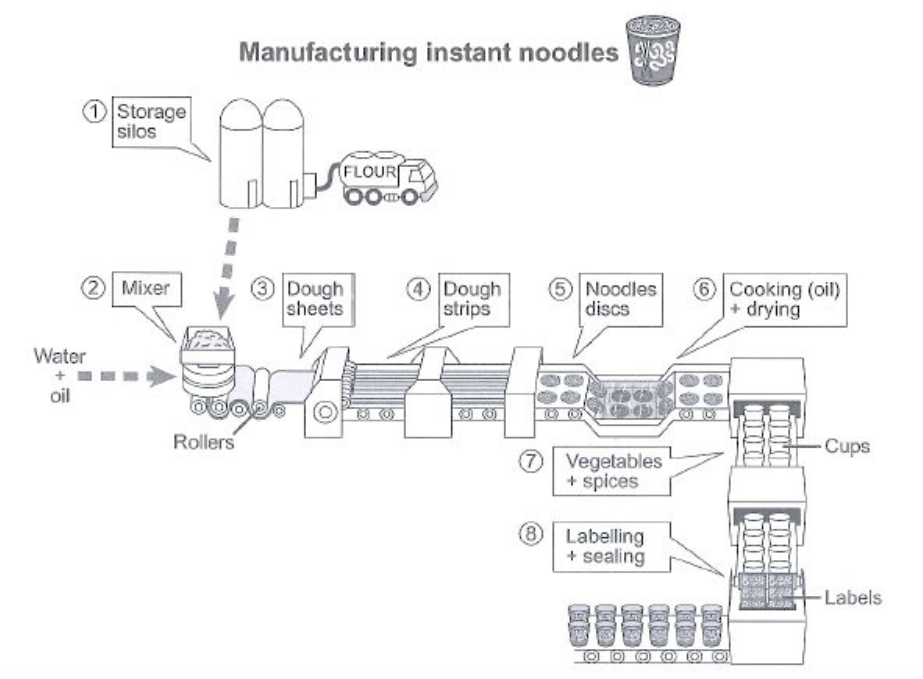 Manufacturing instant noodles
① Storage
silos
FLOUR
② Mixer
③ Dough
sheets
④ Dough
strips
⑤ Noodles
discs
⑥ Cooking (oil)
+ drying
Water
+
oil
Rollers
⑦ Vegetables
+ spices
Cups
⑧ Labelling
+ sealing
Labels